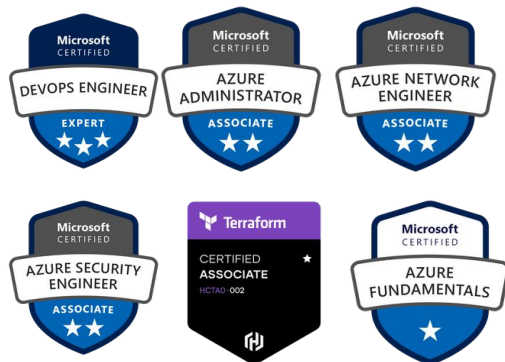 Microsoft
CERTIFIED
DEVOPS ENGINEER
EXPERT
Microsoft
CERTIFIED
AZURE
ADMINISTRATOR
ASSOCIATE
Microsoft
CERTIFIED
AZURE NETWORK
ENGINEER
ASSOCIATE
Microsoft
CERTIFIED
AZURE SECURITY
ENGINEER
ASSOCIATE
Terraform
CERTIFIED
ASSOCIATE
HCTA0-002
Microsoft
CERTIFIED
AZURE
FUNDAMENTALS